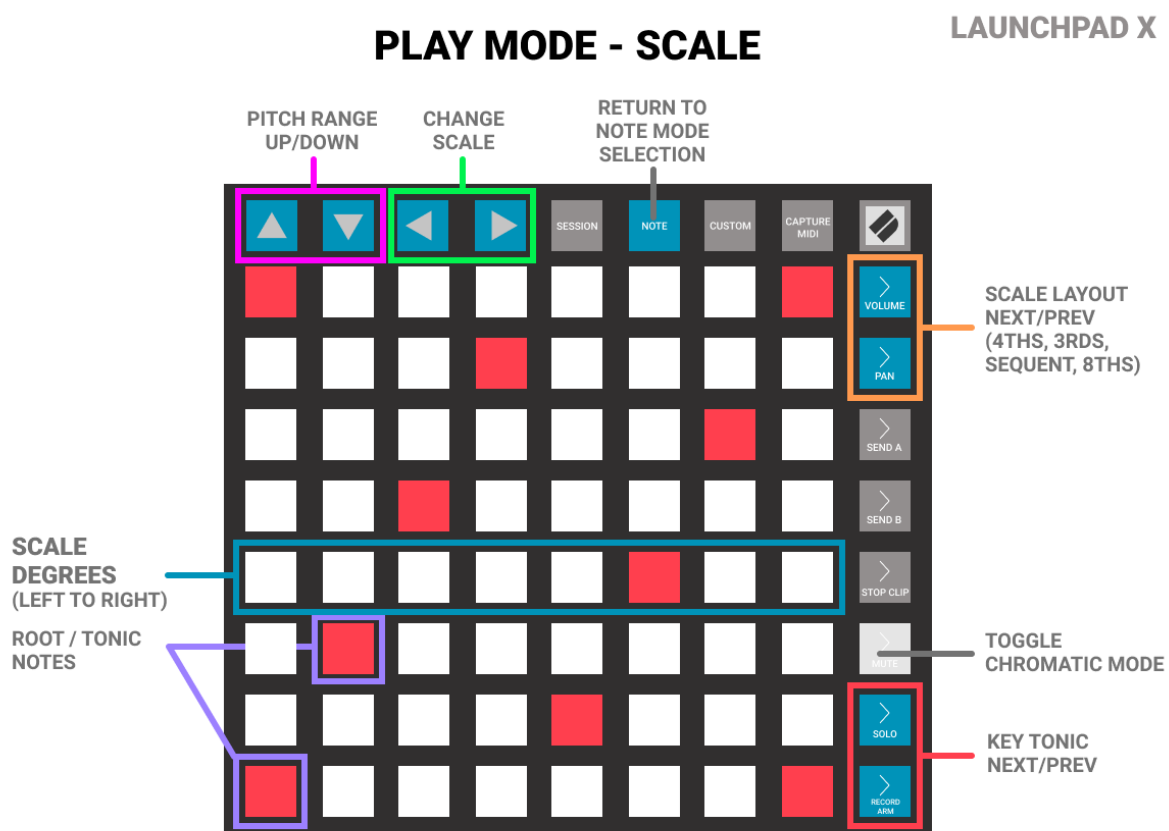 LAUNCHPAD X
PLAY MODE - SCALE
PITCH RANGE
UP/DOWN
CHANGE
SCALE
RETURN TO
NOTE MODE
SELECTION
SESSION
NOTE
CUSTOM
CAPTURE
MIDI
VOLUME
PAN
SEND A
SEND B
STOP CLIP
MUTE
SOLO
RECORD
ARM
SCALE LAYOUT
NEXT/PREV
(4THS, 3RDS,
SEQUENT, 8THS)
SCALE
DEGREES
(LEFT TO RIGHT)
ROOT / TONIC
NOTES
TOGGLE
CHROMATIC MODE
KEY TONIC
NEXT/PREV